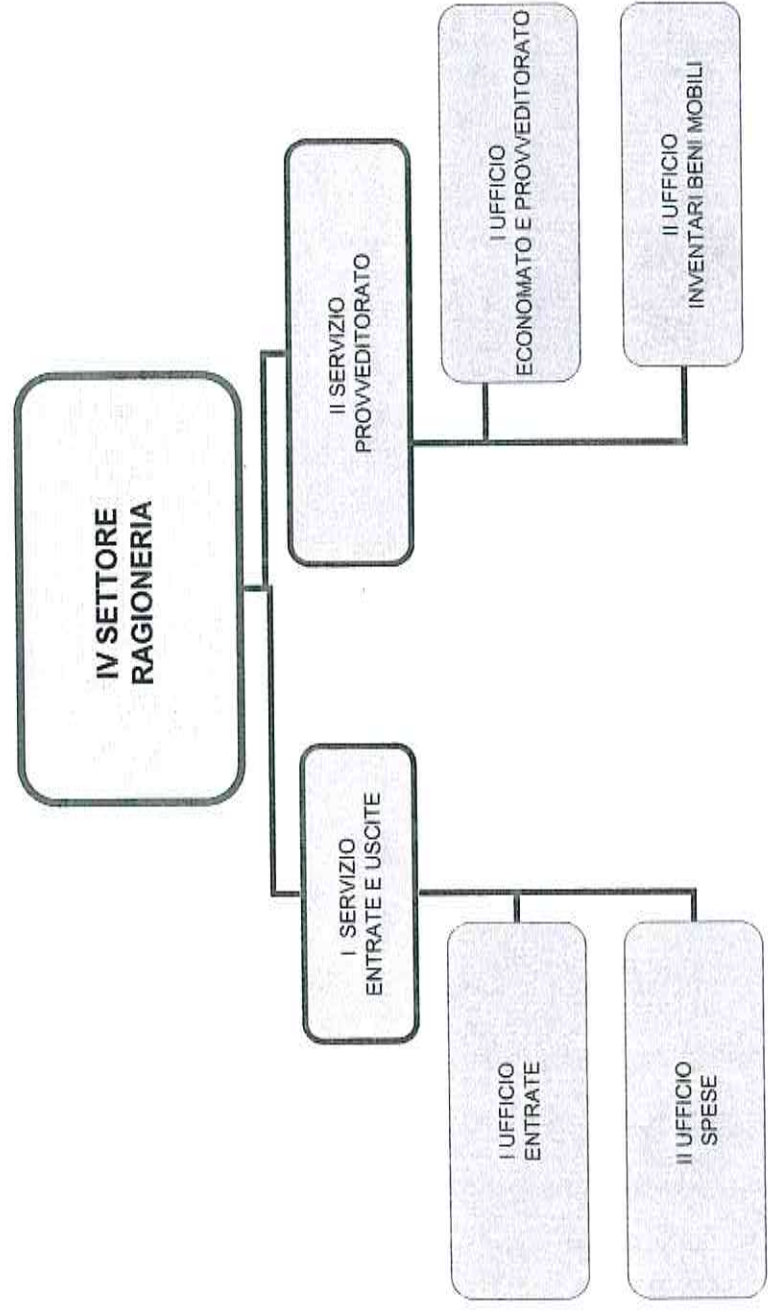 IV SETTORE
RAGIONERIA
I SERVIZIO
ENTRATE E USCITE
I UFFICIO
ENTRATE
II UFFICIO
SPESE
II SERVIZIO
PROVVEDITORATO
I UFFICIO
ECONOMATO E PROVVEDITORATO
II UFFICIO
INVENTARI BENI MOBILI